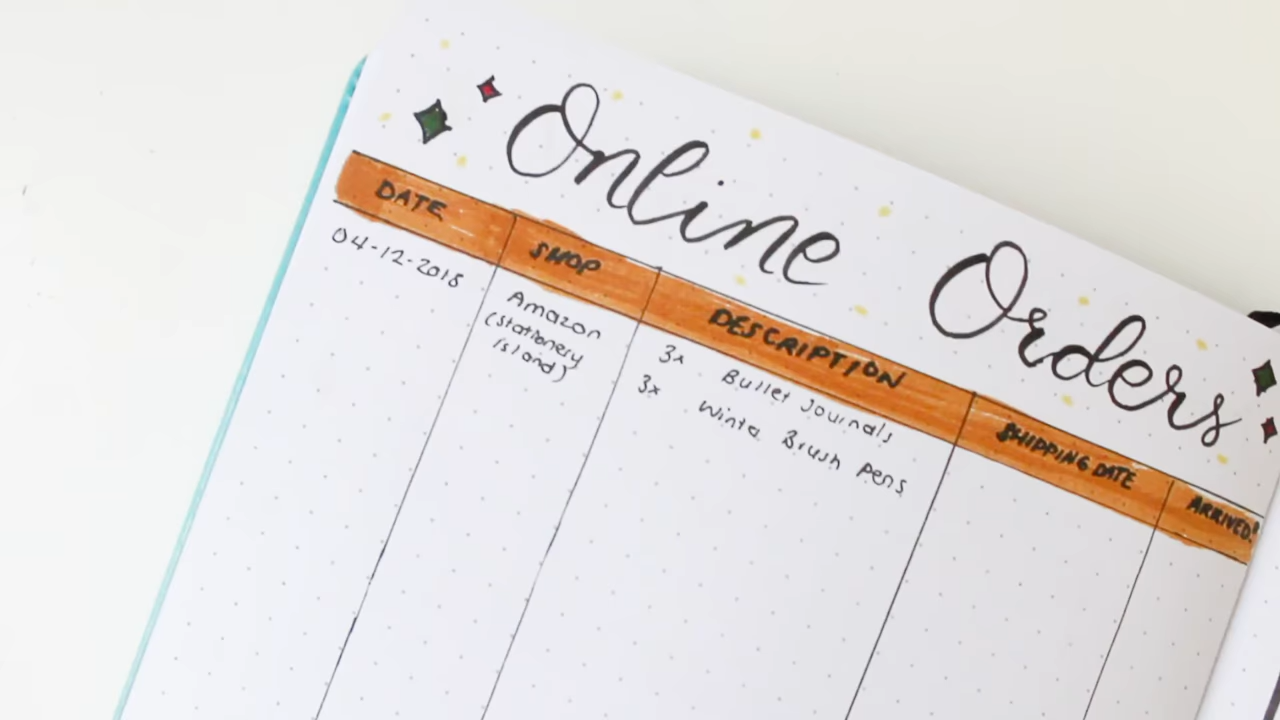 Online Orders
DATE SHOP DESCRIPTION SHIPPING DATE ARRIVED?
04-12-2018 Amazon 3x Bullet Journals
(Stationery 3x Winta Brush pens
island)